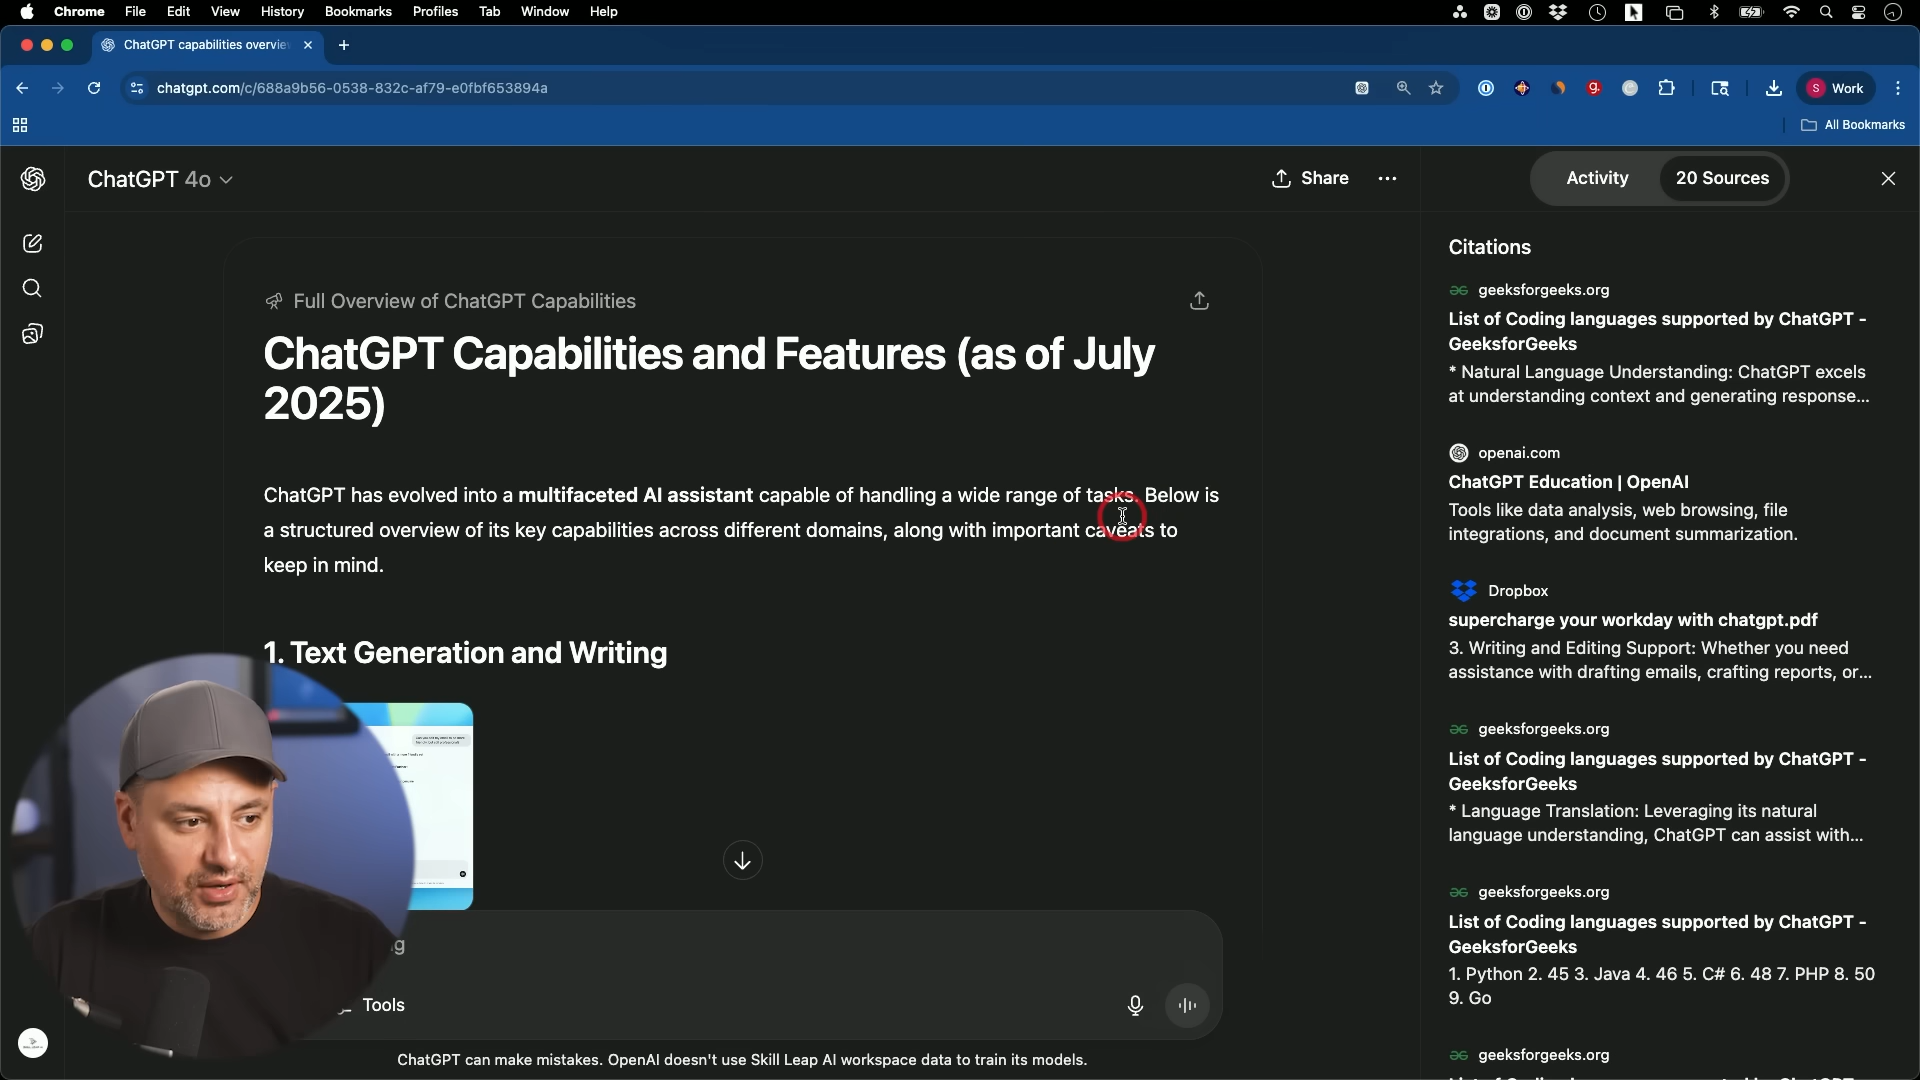 Chrome File Edit View History Bookmarks Profiles Tab Window Help
ChatGPT capabilities overvie
chatgpt.com/c/688a9b56-0538-832c-af79-e0fbf653894a
S Work
All Bookmarks
ChatGPT 4o
Share
Activity
20 Sources
Full Overview of ChatGPT Capabilities
ChatGPT Capabilities and Features (as of July
2025)
ChatGPT has evolved into a multifaceted AI assistant capable of handling a wide range of tasks. Below is
a structured overview of its key capabilities across different domains, along with important caveats to
keep in mind.
1. Text Generation and Writing
Tools
ChatGPT can make mistakes. OpenAI doesn't use Skill Leap AI workspace data to train its models.
Citations
geeksforgeeks.org
List of Coding languages supported by ChatGPT -
GeeksforGeeks
* Natural Language Understanding: ChatGPT excels
at understanding context and generating response...
openai.com
ChatGPT Education | OpenAI
Tools like data analysis, web browsing, file
integrations, and document summarization.
Dropbox
supercharge your workday with chatgpt.pdf
3. Writing and Editing Support: Whether you need
assistance with drafting emails, crafting reports, or...
geeksforgeeks.org
List of Coding languages supported by ChatGPT -
GeeksforGeeks
* Language Translation: Leveraging its natural
language understanding, ChatGPT can assist with...
geeksforgeeks.org
List of Coding languages supported by ChatGPT -
GeeksforGeeks
1. Python 2. 45 3. Java 4. 46 5. C# 6. 48 7. PHP 8. 50
9. Go
geeksforgeeks.org